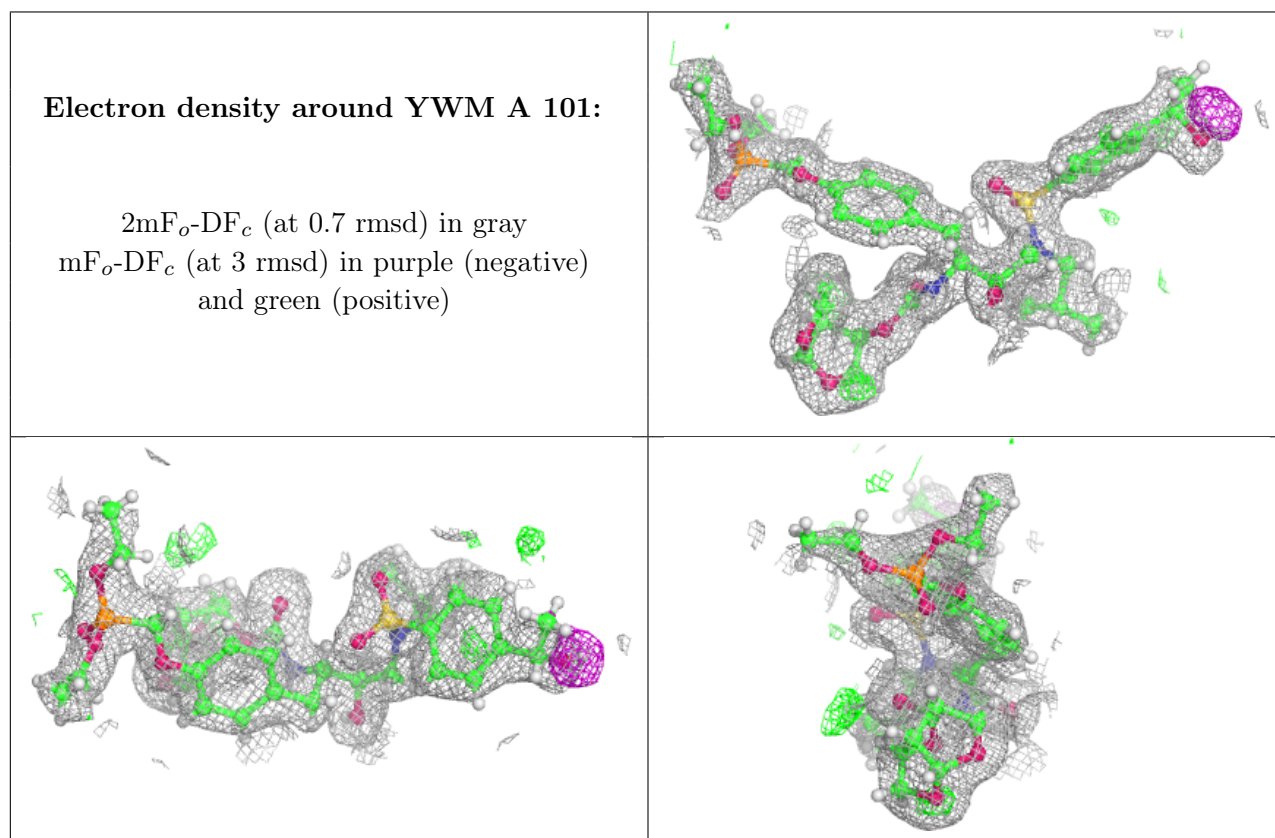 Electron density around YWM A 101:
2mFo-DFc (at 0.7 rmsd) in gray
mFo-DFc (at 3 rmsd) in purple (negative)
and green (positive)